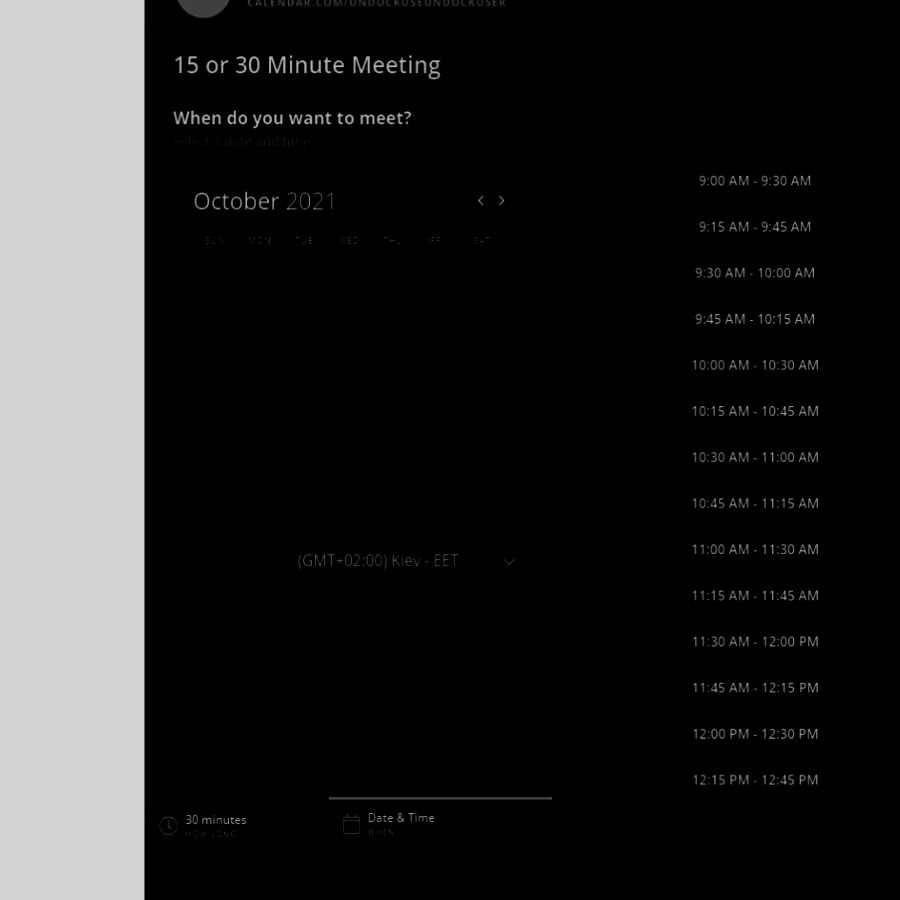 CALENDAR.COM/UNDOCKUSEUNDOCKUSER
15 or 30 Minute Meeting
When do you want to meet?
Select a date and time
October 2021
SUN MON TUE WED THU FRI SAT
(GMT+02:00) Kiev - EET
9:00 AM - 9:30 AM
9:15 AM - 9:45 AM
9:30 AM - 10:00 AM
9:45 AM - 10:15 AM
10:00 AM - 10:30 AM
10:15 AM - 10:45 AM
10:30 AM - 11:00 AM
10:45 AM - 11:15 AM
11:00 AM - 11:30 AM
11:15 AM - 11:45 AM
11:30 AM - 12:00 PM
11:45 AM - 12:15 PM
12:00 PM - 12:30 PM
12:15 PM - 12:45 PM
30 minutes
HOW LONG
Date & Time
WHEN